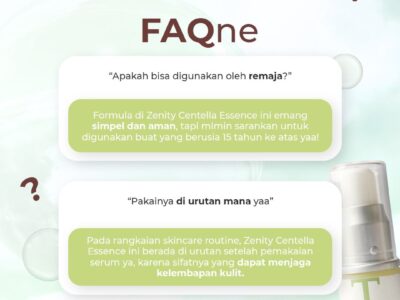 FAQne
“Apakah bisa digunakan oleh remaja?”
Formula di Zenity Centella Essence ini emang
simpel dan aman, tapi mimin sarankan untuk
digunakan buat yang berusia 15 tahun ke atas yaa!
?
“Pakainya di urutan mana yaa”
Pada rangkaian skincare routine, Zenity Centella
Essence ini berada di urutan setelah pemakaian
serum ya, karena sifatnya yang dapat menjaga
kelembapan kulit.